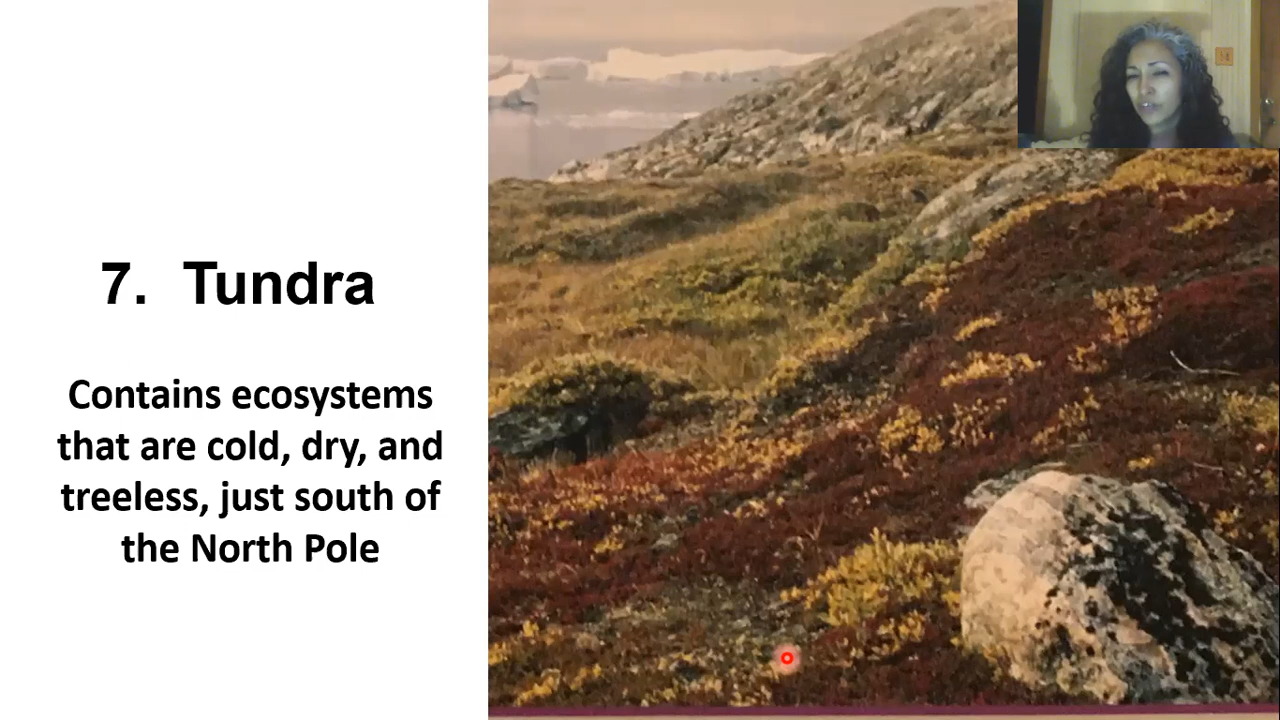 7. Tundra
Contains ecosystems
that are cold, dry, and
treeless, just south of
the North Pole